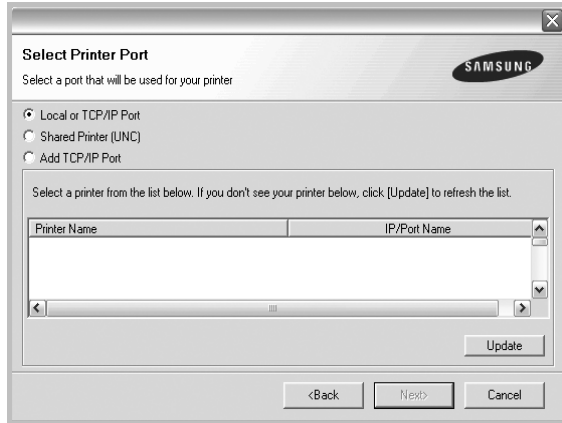 Select Printer Port
Select a port that will be used for your printer
SAMSUNG
Local or TCP/IP Port
Shared Printer (UNC)
Add TCP/IP Port
Select a printer from the list below. If you don't see your printer below, click [Update] to refresh the list.
Printer Name IP/Port Name
Update
<Back Next> Cancel